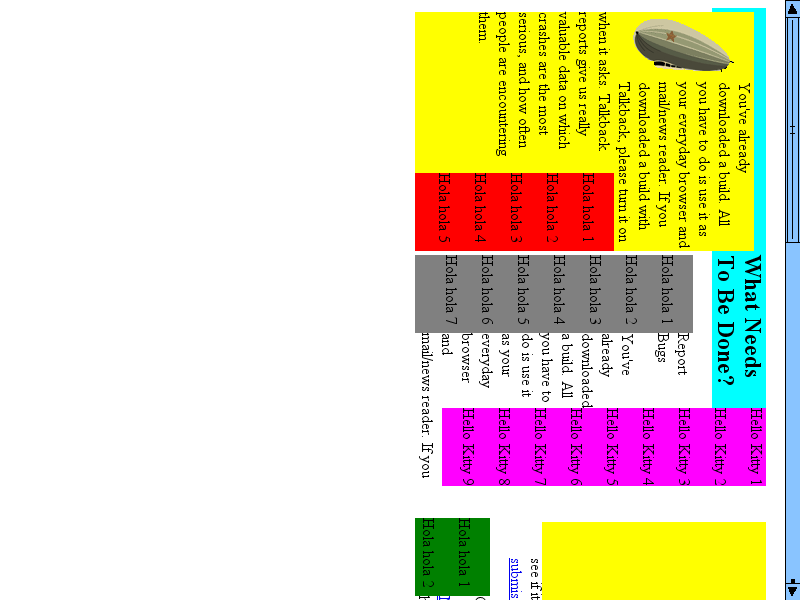 You've already
downloaded a build. All
you have to do is use it as
your everyday browser and
mail/news reader. If you
downloaded a build with
Talkback, please turn it on
when it asks. Talkback
reports give us really
valuable data on which
crashes are the most
serious, and how often
people are encountering
them.
Hola hola 1
Hola hola 2
Hola hola 3
Hola hola 4
Hola hola 5
What Needs
To Be Done?
Hola hola 1
Hola hola 2
Hola hola 3
Hola hola 4
Hola hola 5
Hola hola 6
Hola hola 7
Report
Bugs
You've
already
downloaded
a build. All
you have to
do is use it
as your
everyday
browser
and
mail/news reader. If you
Hello Kitty 1
Hello Kitty 2
Hello Kitty 3
Hello Kitty 4
Hello Kitty 5
Hello Kitty 6
Hello Kitty 7
Hello Kitty 8
Hello Kitty 9
see if it
submis
Hola hola 1
Hola hola 2